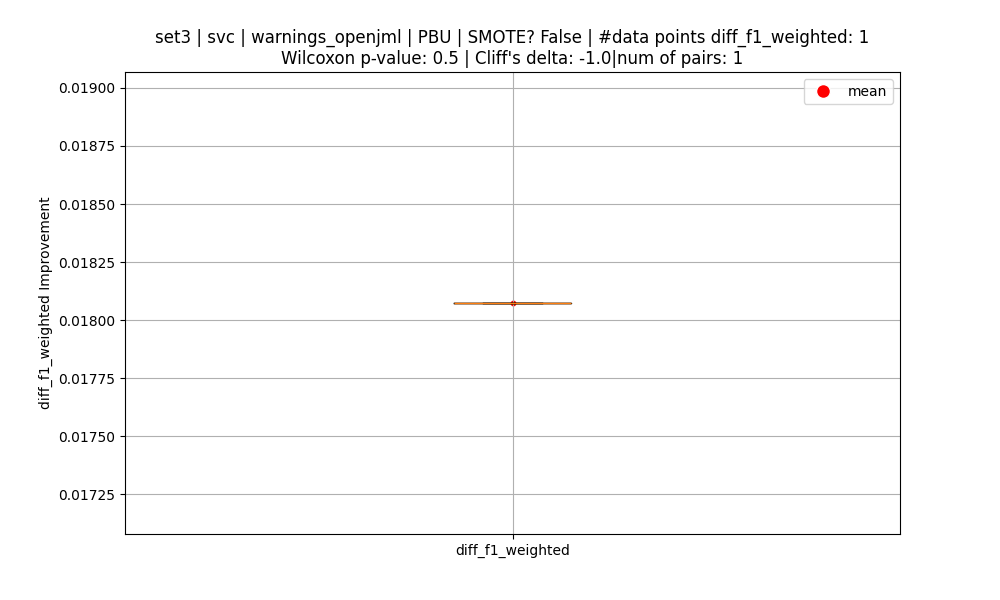 set3 | svc | warnings_openjml | PBU | SMOTE? False | #data points diff_f1_weighted: 1
Wilcoxon p-value: 0.5 | Cliff's delta: -1.0|num of pairs: 1
mean
diff_f1_weighted Improvement
0.01900
0.01875
0.01850
0.01825
0.01800
0.01775
0.01750
0.01725
diff_f1_weighted